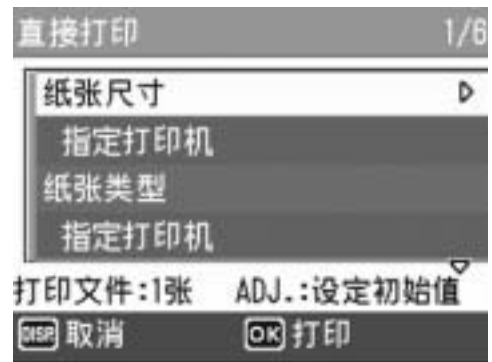 直接打印 1/6
纸张尺寸
指定打印机
纸张类型
指定打印机
打印文件:1张 ADJ.:设定初始值
DISP 取消 OK 打印